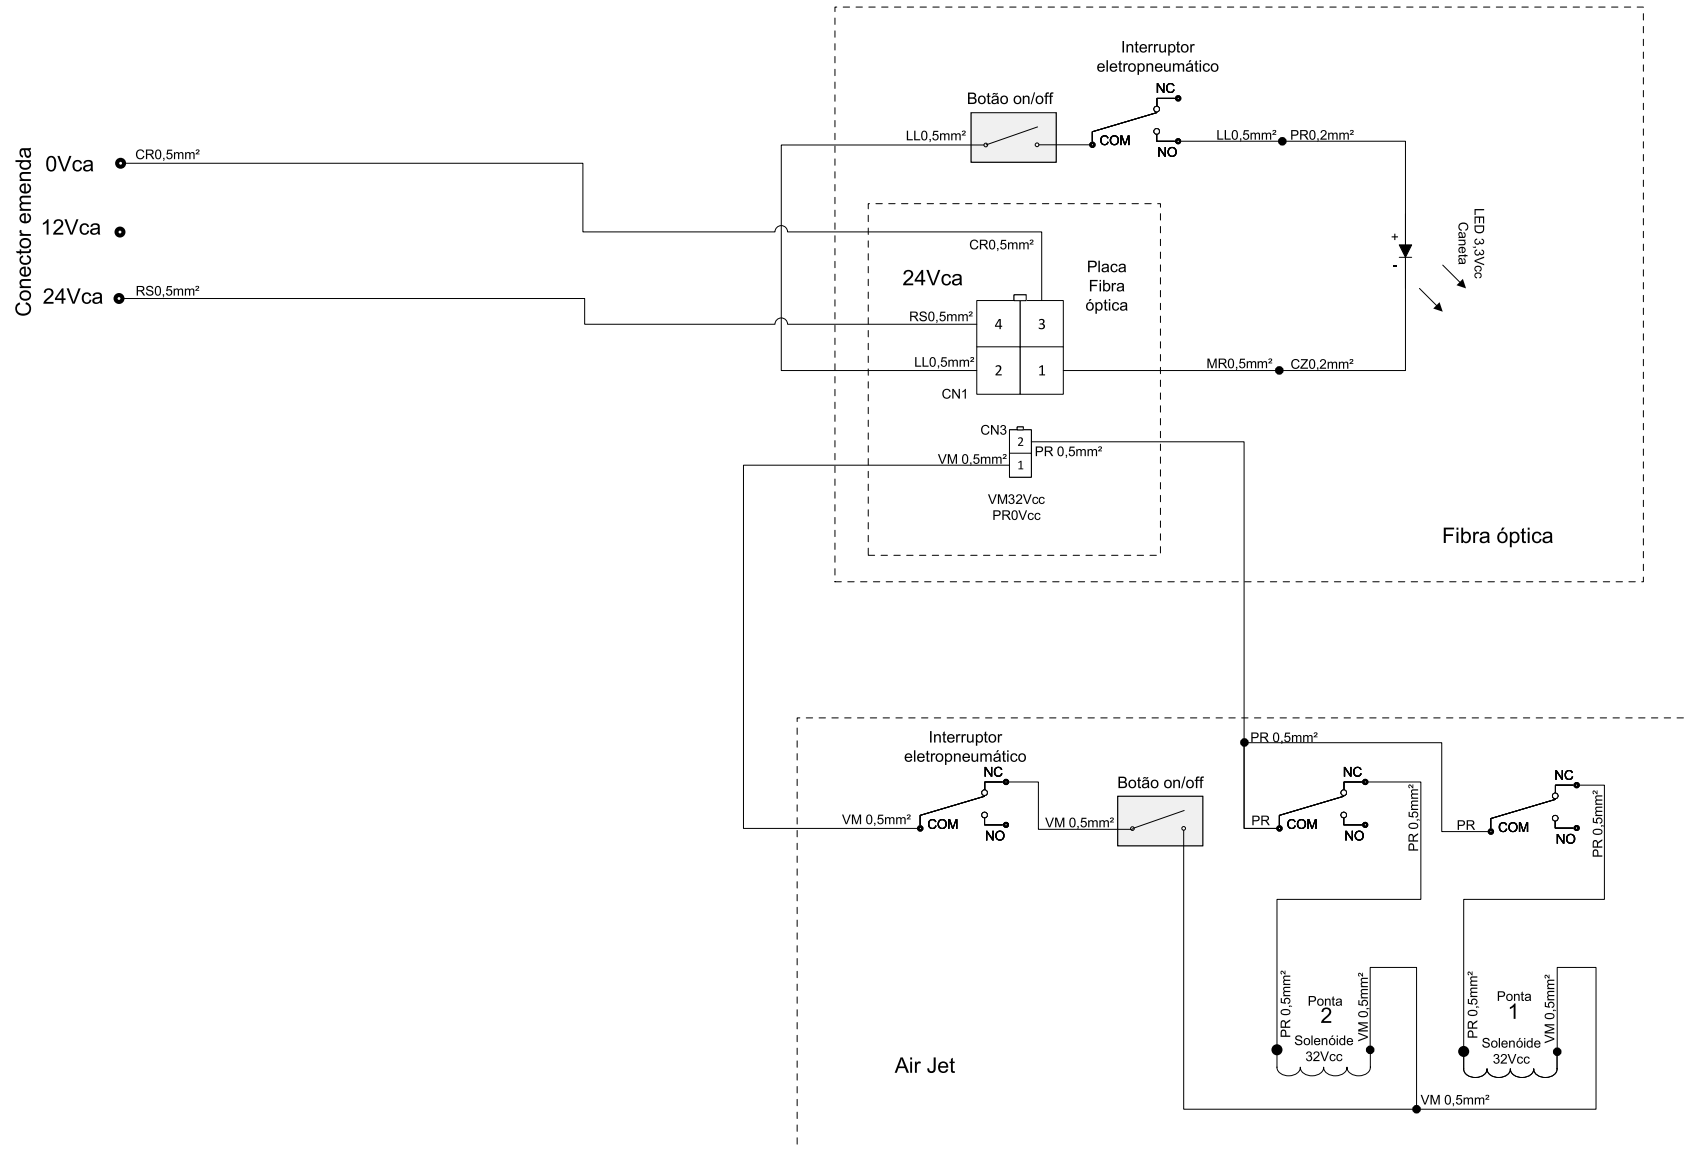 Interruptor
eletropneumático
NC
Botão on/off
LL0,5mm²
COM
NO
LL0,5mm²
PR0,2mm²
Conector emenda
0Vca
CR0,5mm²
12Vca
24Vca
RS0,5mm²
CR0,5mm²
24Vca
Placa
Fibra
óptica
+
-
LED 3,3Vcc
Caneta
RS0,5mm²
4
3
LL0,5mm²
2
1
CN1
MR0,5mm²
CZ0,2mm²
CN3
2
PR 0,5mm²
VM 0,5mm²
1
VM32Vcc
PR0Vcc
Fibra óptica
Interruptor
eletropneumático
NC
VM 0,5mm²
COM
NO
VM 0,5mm²
Botão on/off
PR 0,5mm²
NC
PR
COM
NO
PR 0,5mm²
NC
PR
COM
NO
PR 0,5mm²
PR 0,5mm²
Ponta
2
Solenóide
32Vcc
VM 0,5mm²
PR 0,5mm²
Ponta
1
Solenóide
32Vcc
VM 0,5mm²
Air Jet
VM 0,5mm²